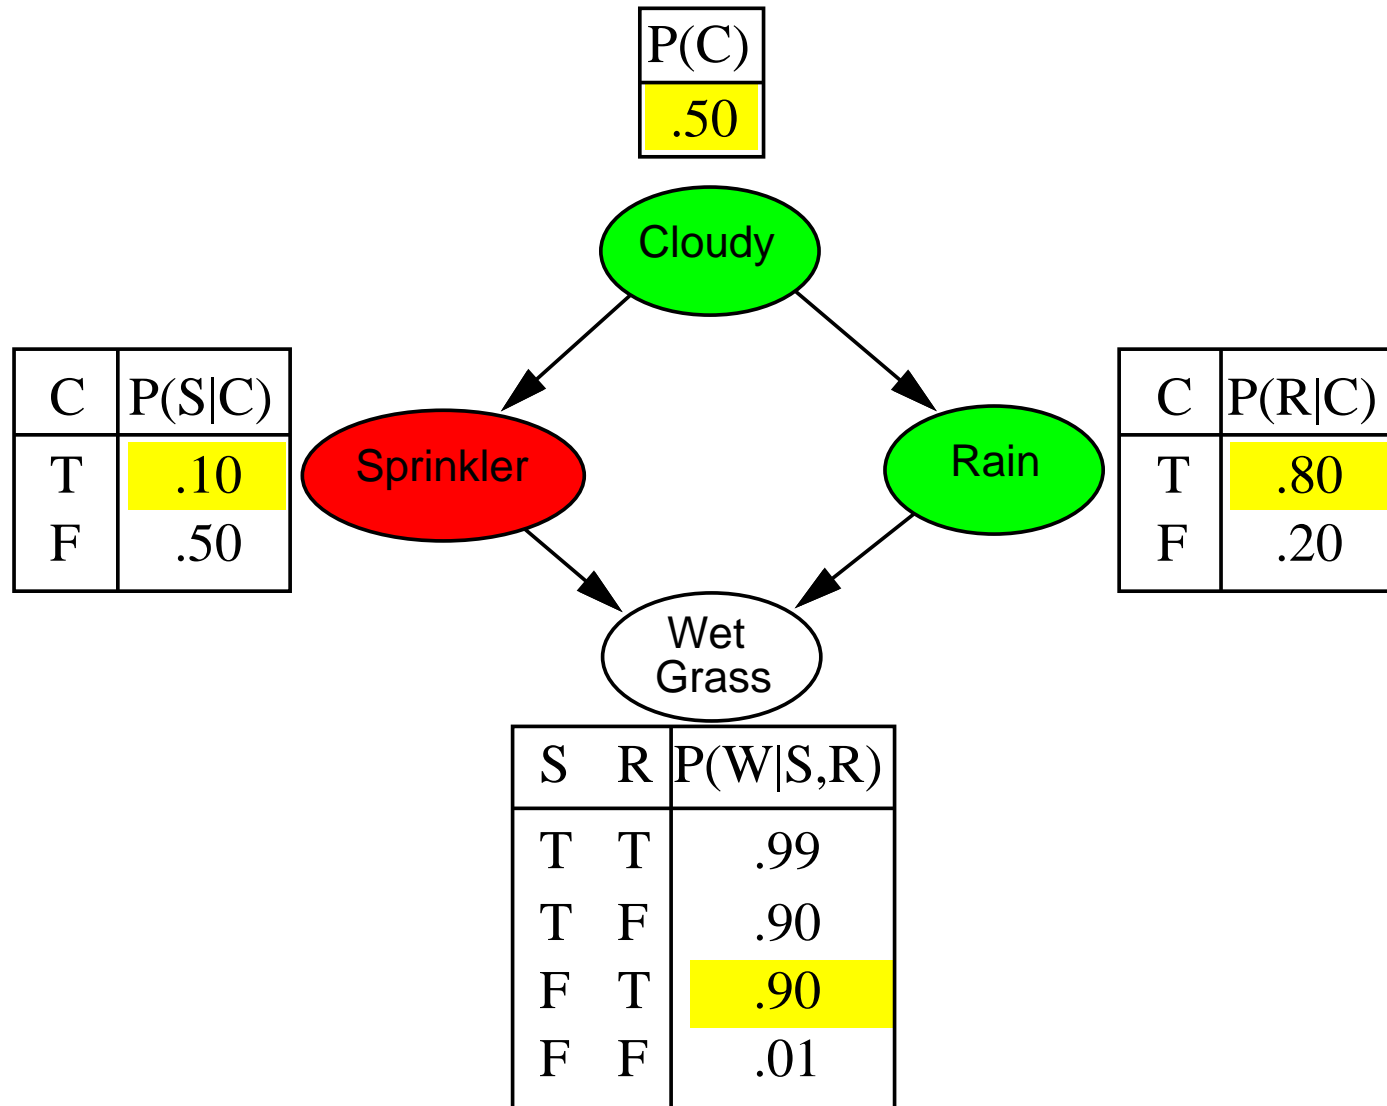 P(C)
.50
Cloudy
C P(S|C)
T .10
F .50
Sprinkler
Rain
C P(R|C)
T .80
F .20
Wet
Grass
S R P(W|S,R)
T T .99
T F .90
F T .90
F F .01